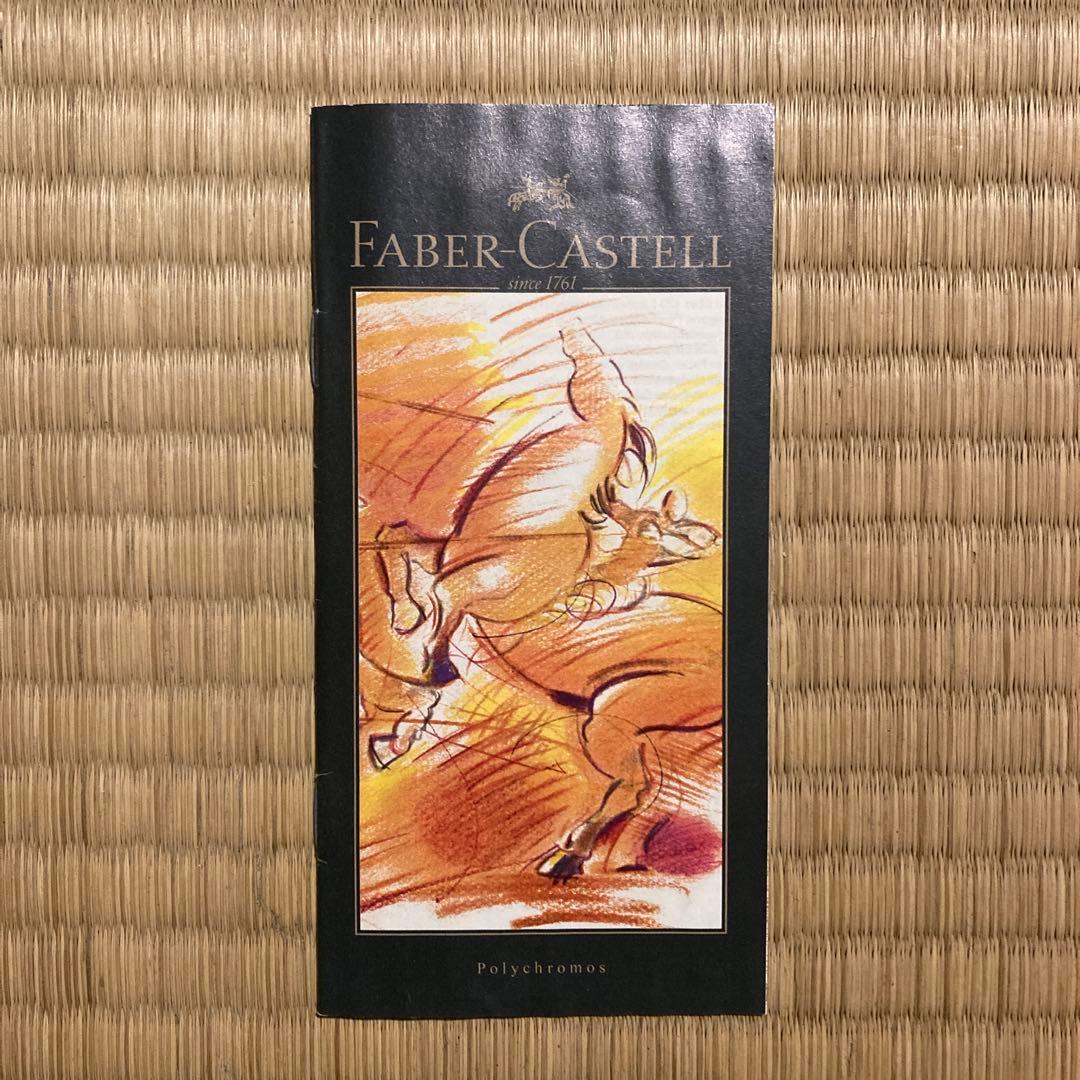 FABER-CASTELL
since 1761
Polychromos